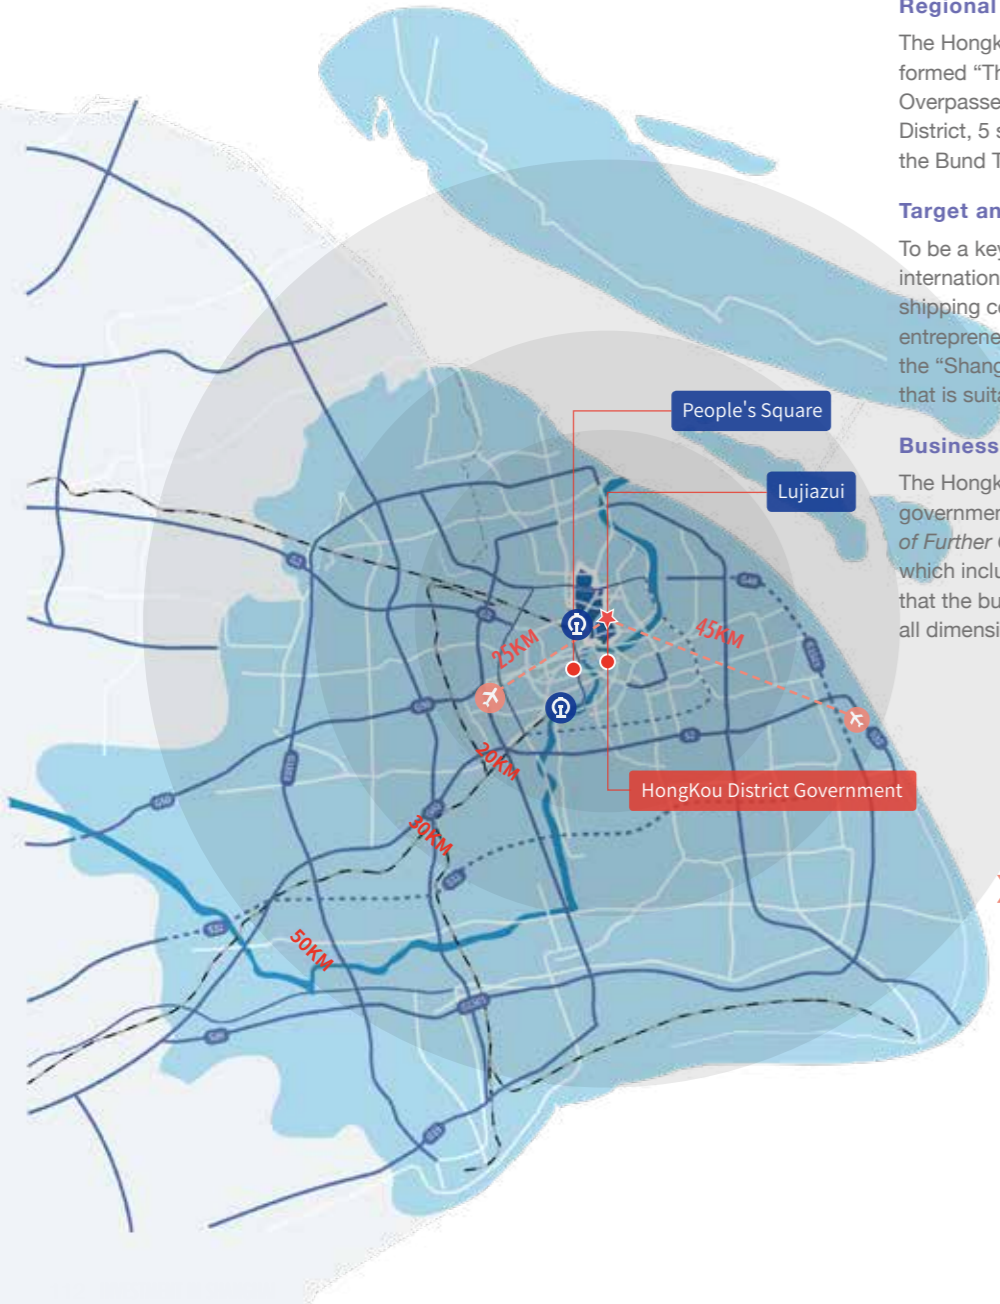 Regional
The Hongk
formed “Th
Overpasse
District, 5 s
the Bund T
Target an
To be a key
internation
shipping ce
entreprene
the “Shang
that is suita
Business
The Hongk
governmen
of Further
which inclu
that the bu
all dimensi
People's Square
Lujiazui
HongKou District Government
25KM
45KM
20KM
30KM
50KM